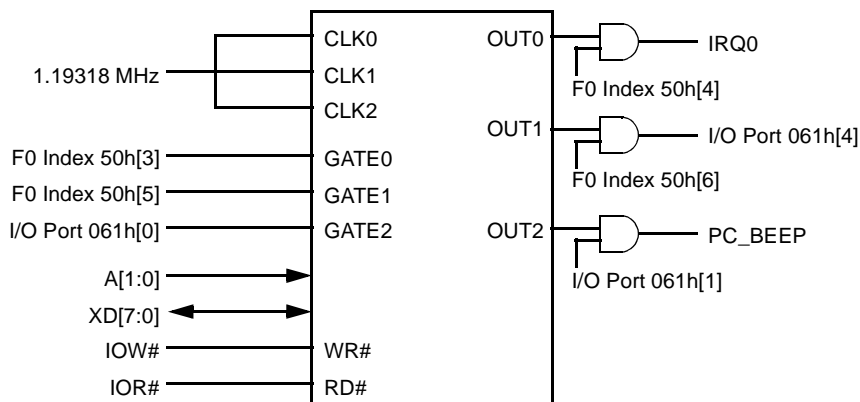 CLK0
OUT0
IRQ0
1.19318 MHz
CLK1
F0 Index 50h[4]
CLK2
OUT1
I/O Port 061h[4]
F0 Index 50h[3]
GATE0
F0 Index 50h[6]
F0 Index 50h[5]
GATE1
I/O Port 061h[0]
GATE2
OUT2
PC_BEEP
A[1:0]
I/O Port 061h[1]
XD[7:0]
IOW#
WR#
IOR#
RD#